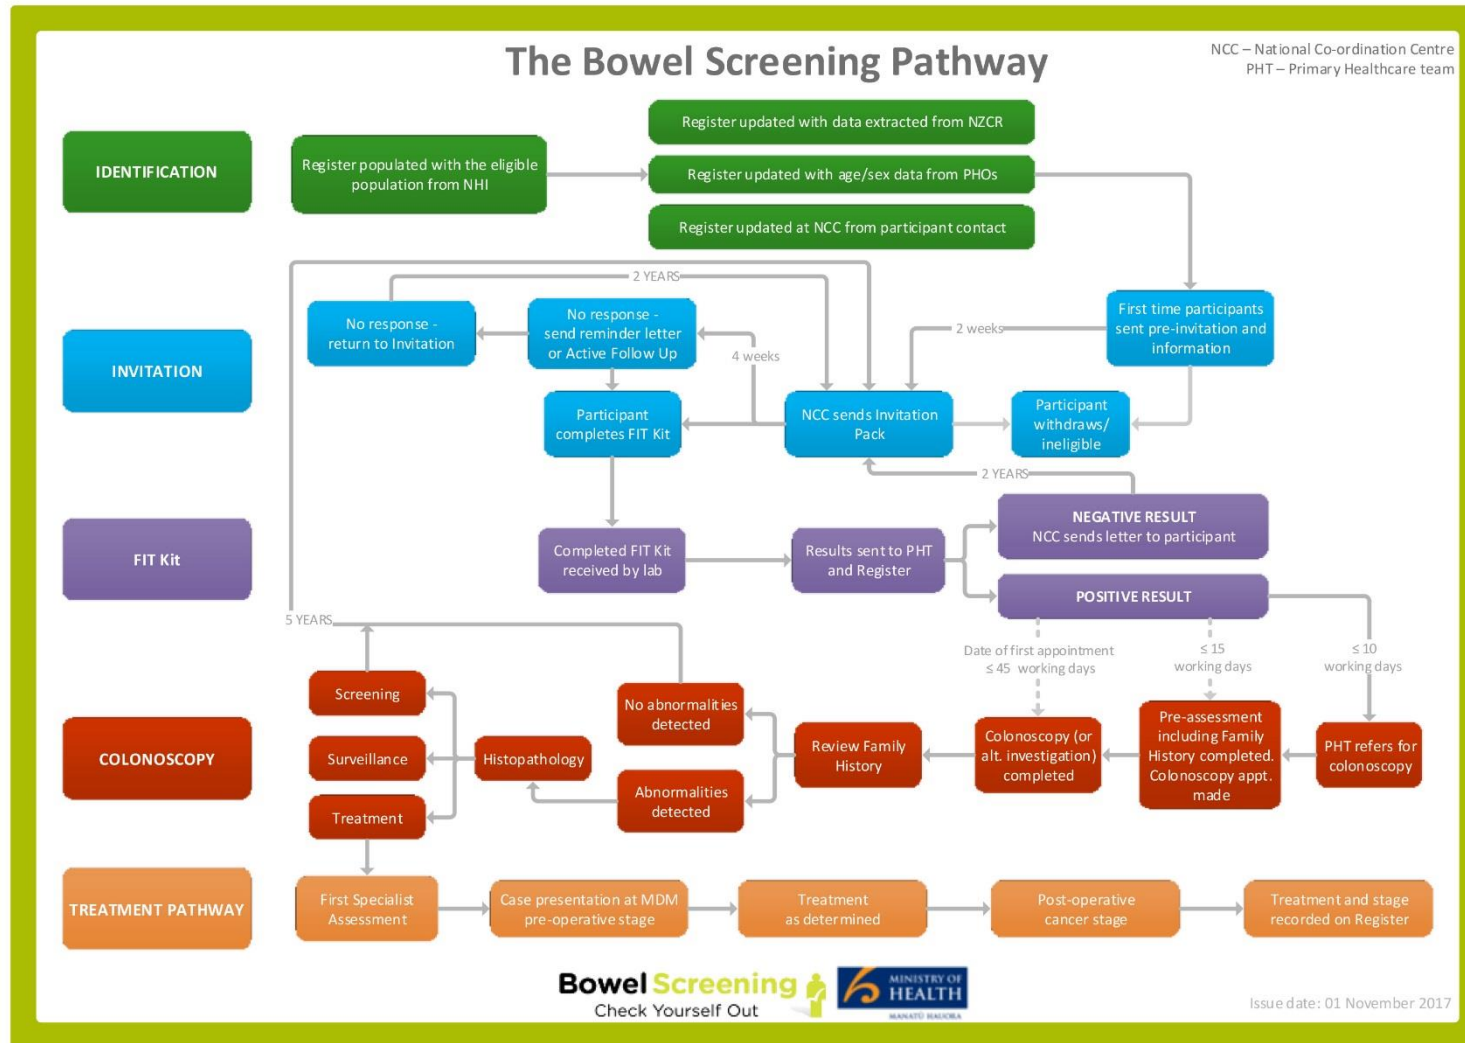 The Bowel Screening Pathway
NCC – National Co-ordination Centre
PHT – Primary Healthcare team
IDENTIFICATION
Register populated with the eligible
population from NHI
Register updated with data extracted from NZCR
Register updated with age/sex data from PHOs
Register updated at NCC from participant contact
INVITATION
2 YEARS
No response -
return to Invitation
No response -
send reminder letter
or Active Follow Up
4 weeks
2 weeks
First time participants
sent pre-invitation and
information
Participant
completes FIT Kit
NCC sends Invitation
Pack
Participant
withdraws/
ineligible
2 YEARS
FIT Kit
Completed FIT Kit
received by lab
Results sent to PHT
and Register
NEGATIVE RESULT
NCC sends letter to participant
POSITIVE RESULT
5 YEARS
Date of first appointment
≤ 45 working days
≤ 15
working days
≤ 10
working days
COLONOSCOPY
Screening
Surveillance
Treatment
Histopathology
No abnormalities
detected
Abnormalities
detected
Review Family
History
Colonoscopy (or
alt. investigation)
completed
Pre-assessment
including Family
History completed.
Colonoscopy appt.
made
PHT refers for
colonoscopy
TREATMENT PATHWAY
First Specialist
Assessment
Case presentation at MDM
pre-operative stage
Treatment
as determined
Post-operative
cancer stage
Treatment and stage
recorded on Register
Bowel Screening
Check Yourself Out
MINISTRY OF
HEALTH
MANATŪ HAUORA
Issue date: 01 November 2017